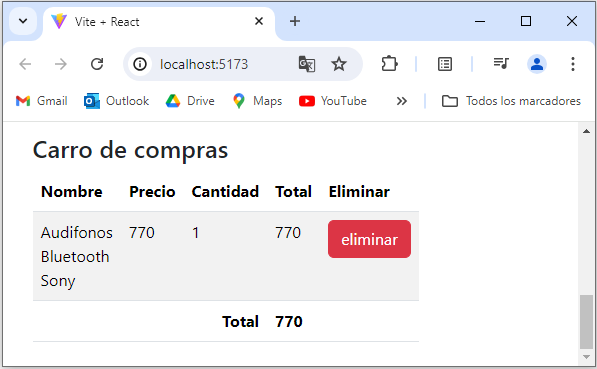 Vite + React
localhost:5173
Gmail Outlook Drive Maps YouTube Todos los marcadores
Carro de compras
Nombre Precio Cantidad Total Eliminar
Audifonos 770 1 770 eliminar
Bluetooth
Sony
Total 770